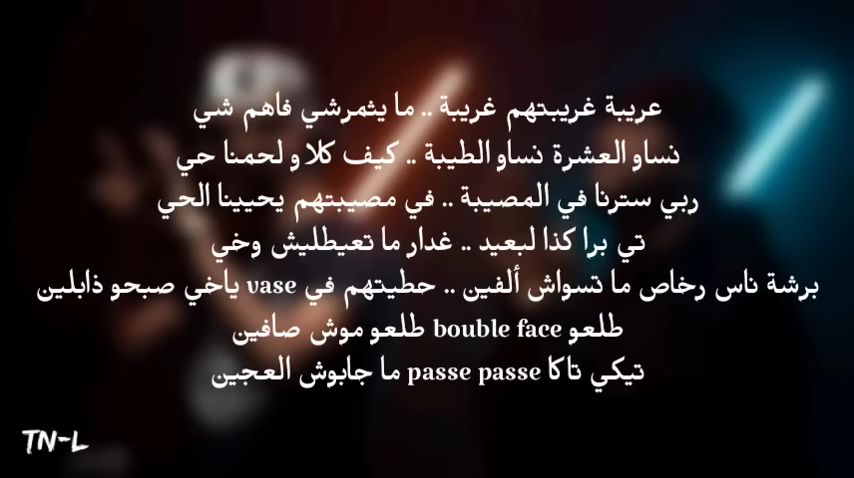 عريبة غريبتهم غريبة .. ما يثمرشي فاهم شي
نساو العشرة نساو الطيبة .. كيف كلاو لحمنا حي
ربي سترنا في المصيبة .. في مصيبتهم يحيينا الحي
تي برا كذا لبعيد .. غدار ما تعيطليش وخي
برشة ناس رخاص ما تسواش ألفين .. حطيتهم في vase ياخي صبحو ذابلين
طلعو bouble face طلعو موش صافين
تيكي تاكا passe passe ما جابوش العجين
TN-L